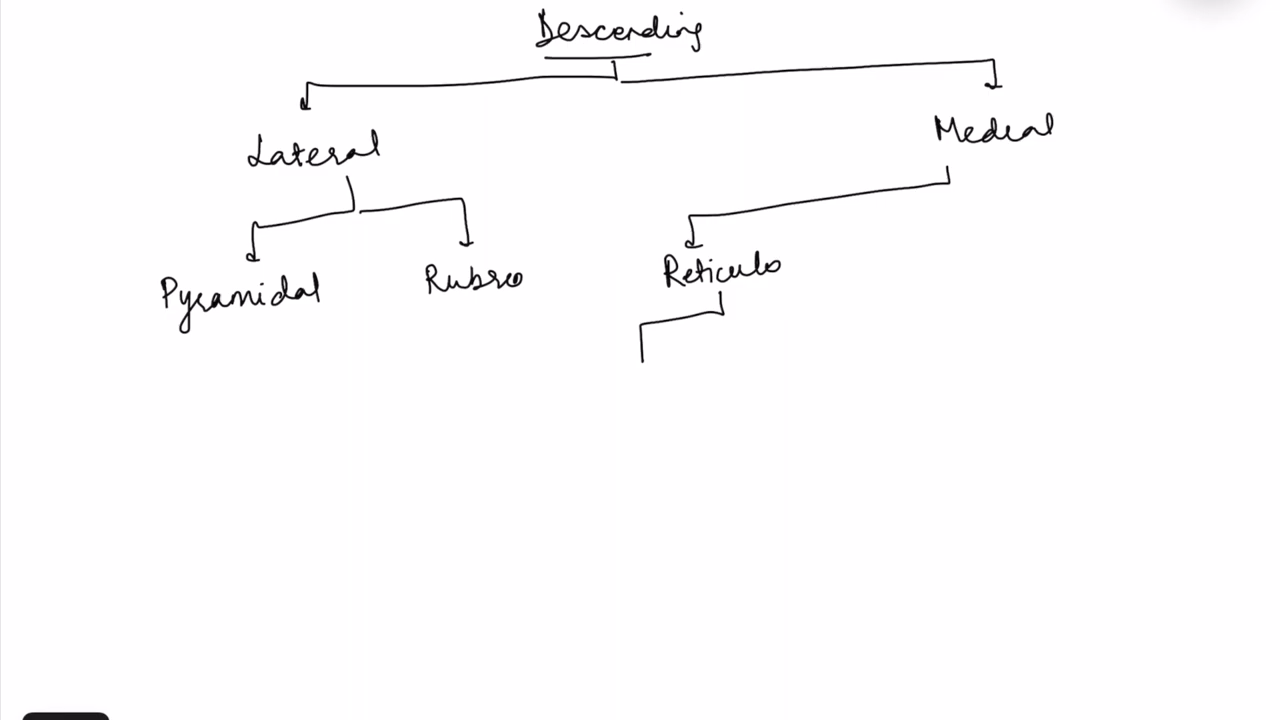 Descending
Lateral
Medial
Pyramidal
Rubro
Reticulo